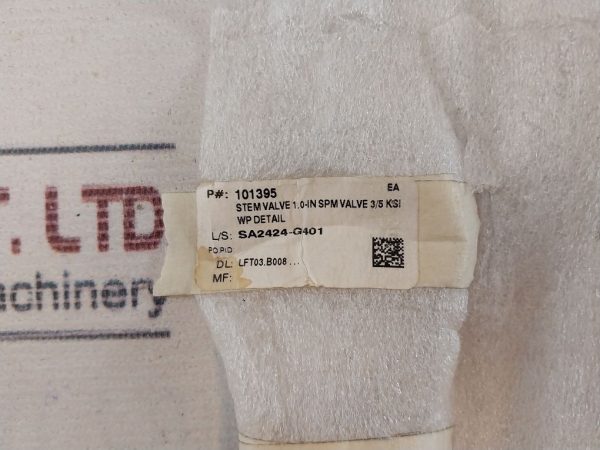 T. LTD
achinery
P#: 101395 EA
STEM VALVE 1.0-IN SPM VALVE 3/5 KSI
WP DETAIL
L/S: SA2424-G401
PO.PID:
DL: LFT03.B008 ...
MF: